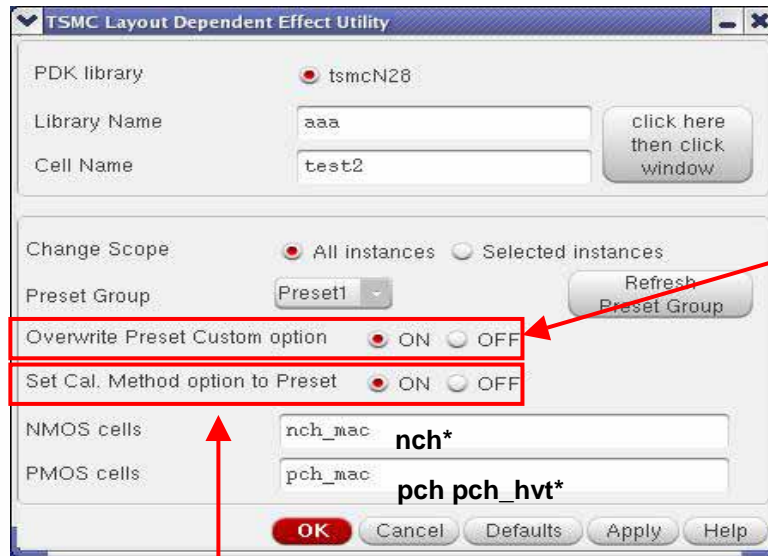 TSMC Layout Dependent Effect Utility
PDK library
tsmcN28
Library Name
aaa
Cell Name
test2
click here
then click
window
Change Scope
All instances
Selected instances
Preset Group
Preset1
Refresh
Preset Group
Overwrite Preset Custom option
ON
OFF
Set Cal. Method option to Preset
ON
OFF
NMOS cells
nch_mac
nch*
PMOS cells
pch_mac
pch pch_hvt*
OK
Cancel
Defaults
Apply
Help